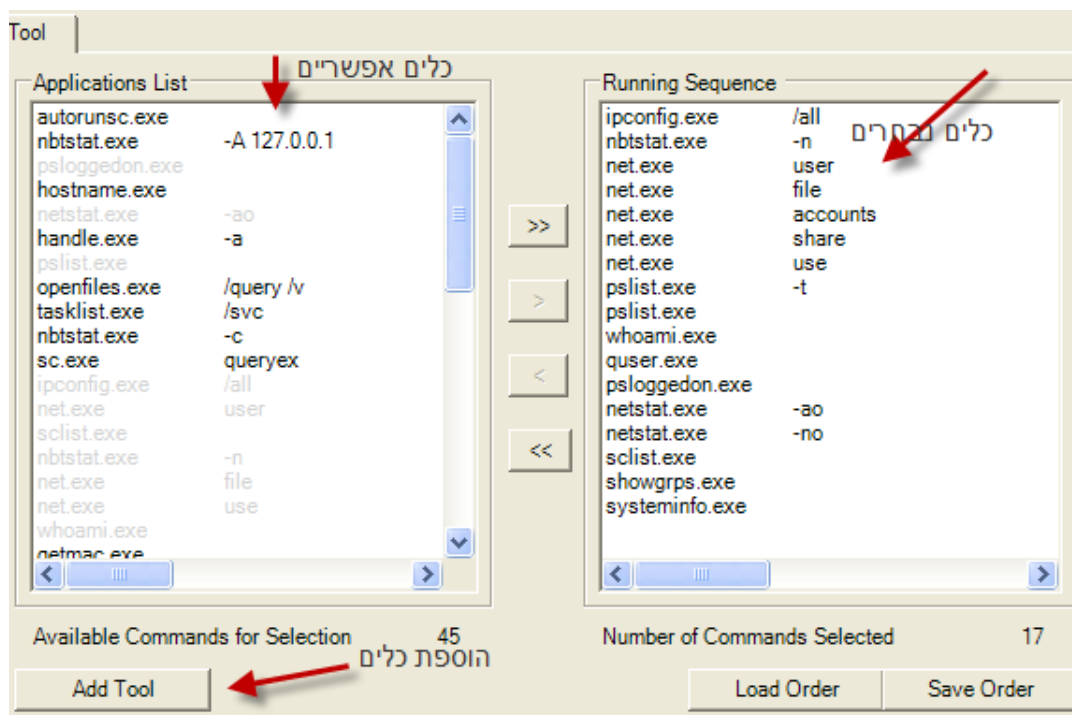 Tool
כלים אפשריים
Applications List
autorunsc.exe
nbtstat.exe -A 127.0.0.1
psloggedon.exe
hostname.exe
netstat.exe -ao
handle.exe -a
pslist.exe
openfiles.exe /query /v
tasklist.exe /svc
nbtstat.exe -c
sc.exe queryex
ipconfig.exe /all
net.exe user
sclist.exe
nbtstat.exe -n
net.exe file
net.exe use
whoami.exe
getmac.exe
>>
>
<
<<
Running Sequence
ipconfig.exe /all
nbtstat.exe -n
כלים נבחרים
net.exe user
net.exe file
net.exe accounts
net.exe share
net.exe use
pslist.exe -t
pslist.exe
whoami.exe
quser.exe
psloggedon.exe
netstat.exe -ao
netstat.exe -no
sclist.exe
showgrps.exe
systeminfo.exe
Available Commands for Selection 45
Number of Commands Selected 17
הוספת כלים
Add Tool
Load Order
Save Order